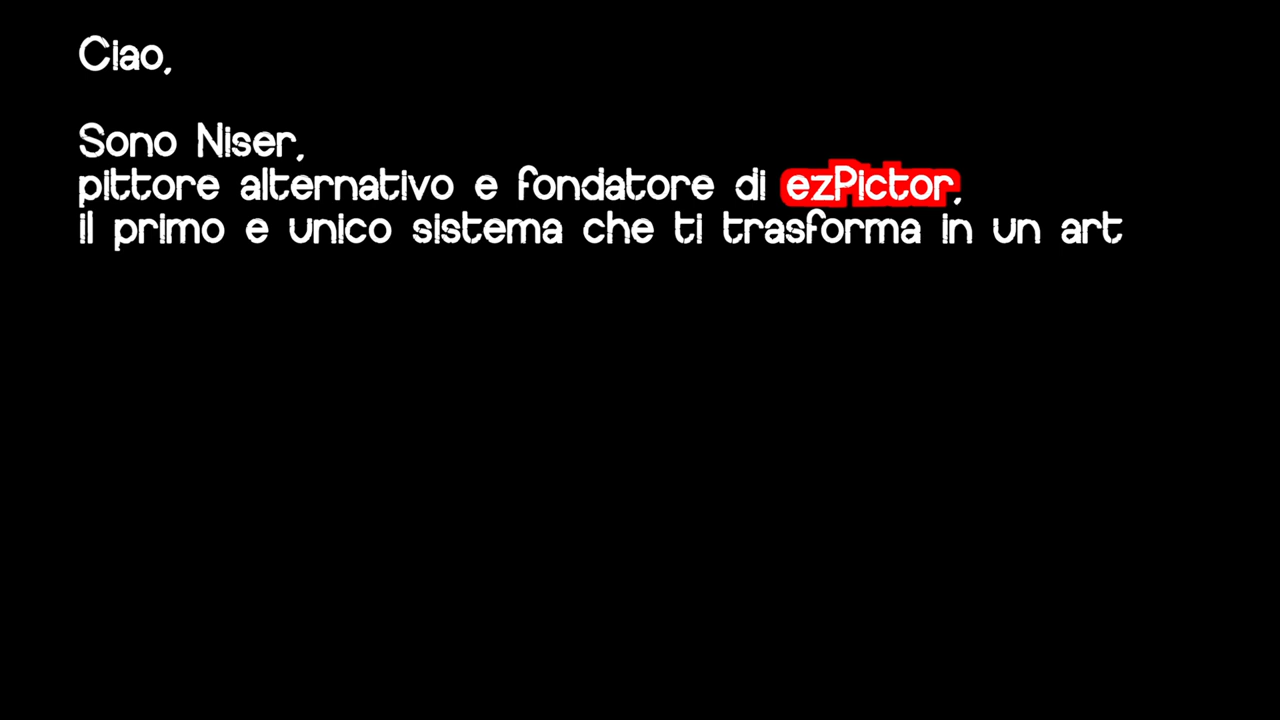 Ciao,
Sono Niser,
pittore alternativo e fondatore di ezPictor,
il primo e unico sistema che ti trasforma in un art